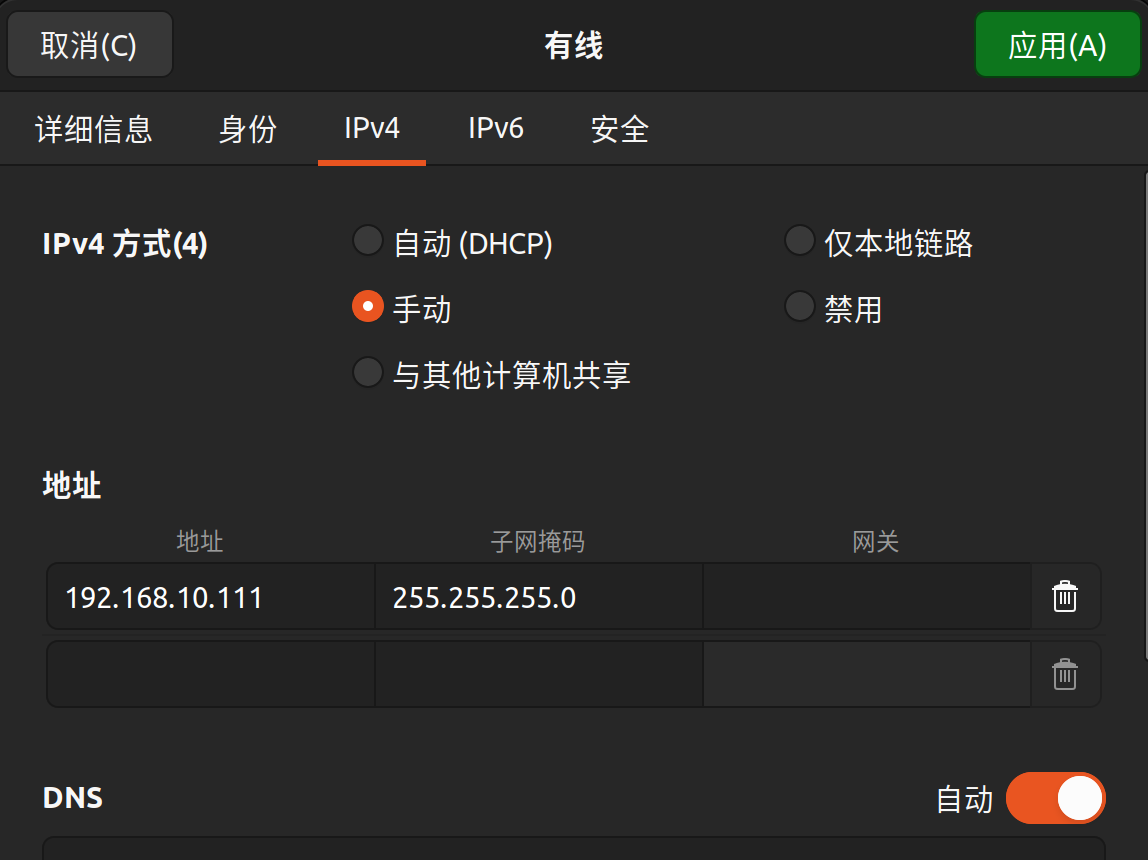 取消(C) 有线 应用(A)
详细信息 身份 IPv4 IPv6 安全
IPv4 方式(4) 自动 (DHCP) 仅本地链路
手动 禁用
与其他计算机共享
地址
地址 子网掩码 网关
192.168.10.111 255.255.255.0
DNS 自动